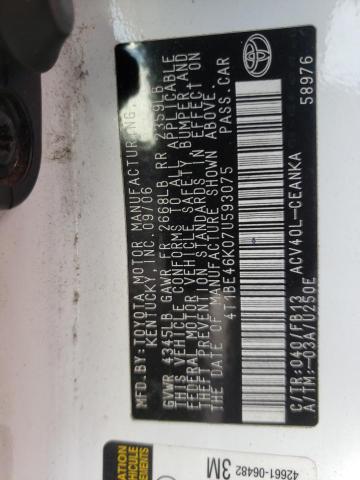 MFD.BY:TOYOTA MOTOR MANUFACTURING,
KENTUCKY, INC. 09/06
GVWR 4345LB GAWR FR 2668LB RR 2359LB
THIS VEHICLE CONFORMS TO ALL APPLICABLE
FEDERAL MOTOR VEHICLE SAFETY, BUMPER, AND
THEFT PREVENTION STANDARDS IN EFFECT ON
THE DATE OF MANUFACTURE SHOWN ABOVE.
4T1BE46K07U593075 PASS.CAR
C/TR:040/FB13 ACV40L-CEANKA
A/TM:-03A/U250E 58976
TOYOTA
42661-06482
3M